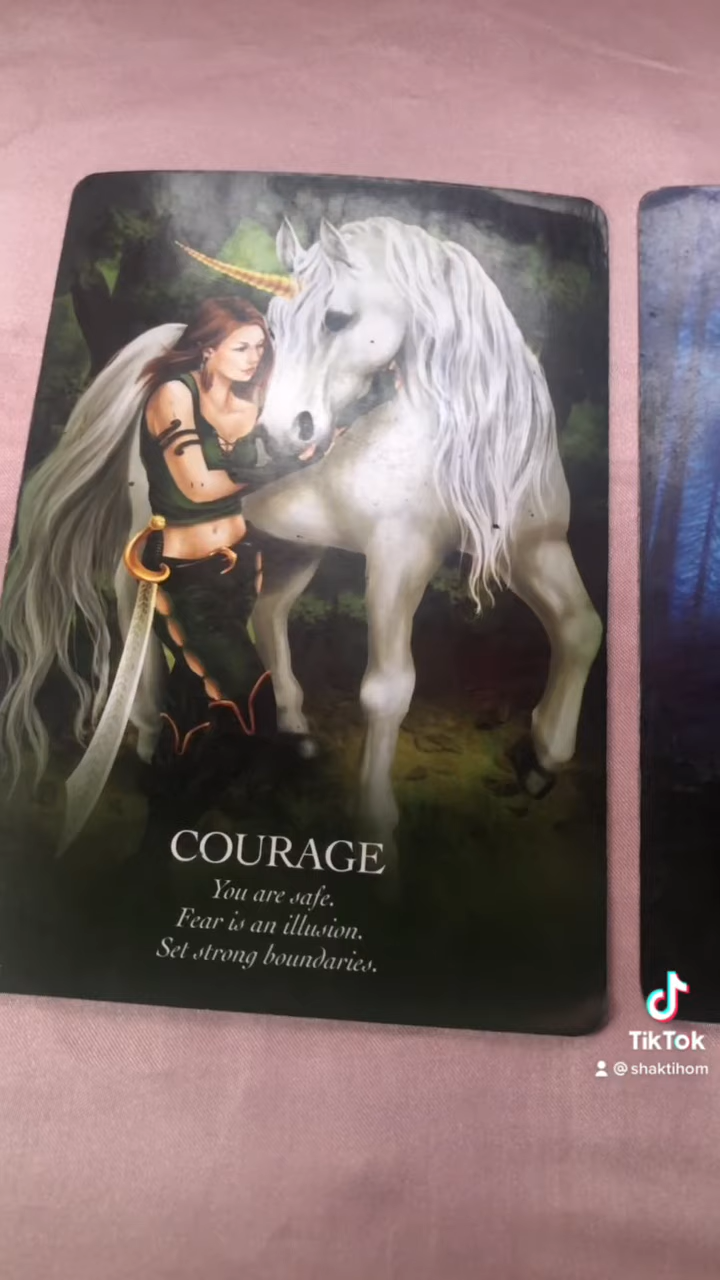 COURAGE
You are safe.
Fear is an illusion.
Set strong boundaries.
TikTok
@shaktihom